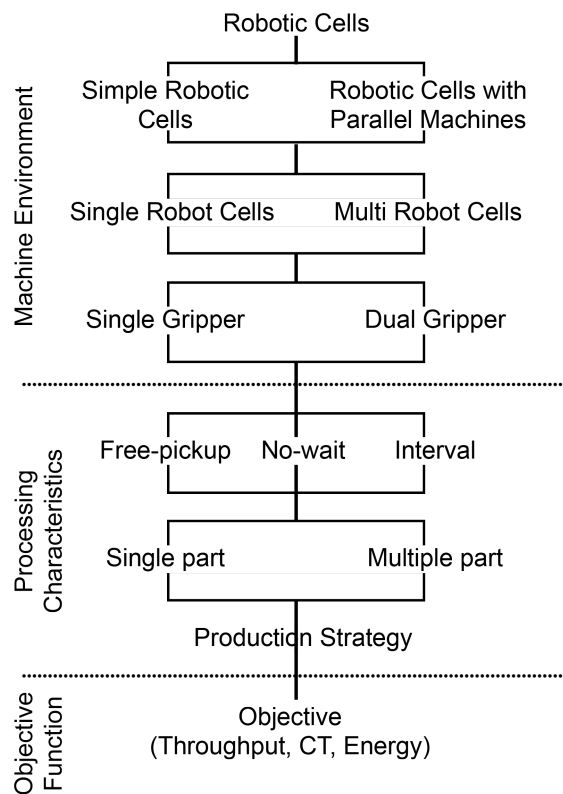 Robotic Cells
Machine Environment
Simple Robotic
Cells
Robotic Cells with
Parallel Machines
Single Robot Cells
Multi Robot Cells
Single Gripper
Dual Gripper
Processing
Characteristics
Free-pickup
No-wait
Interval
Single part
Multiple part
Production Strategy
Objective
Function
Objective
(Throughput, CT, Energy)